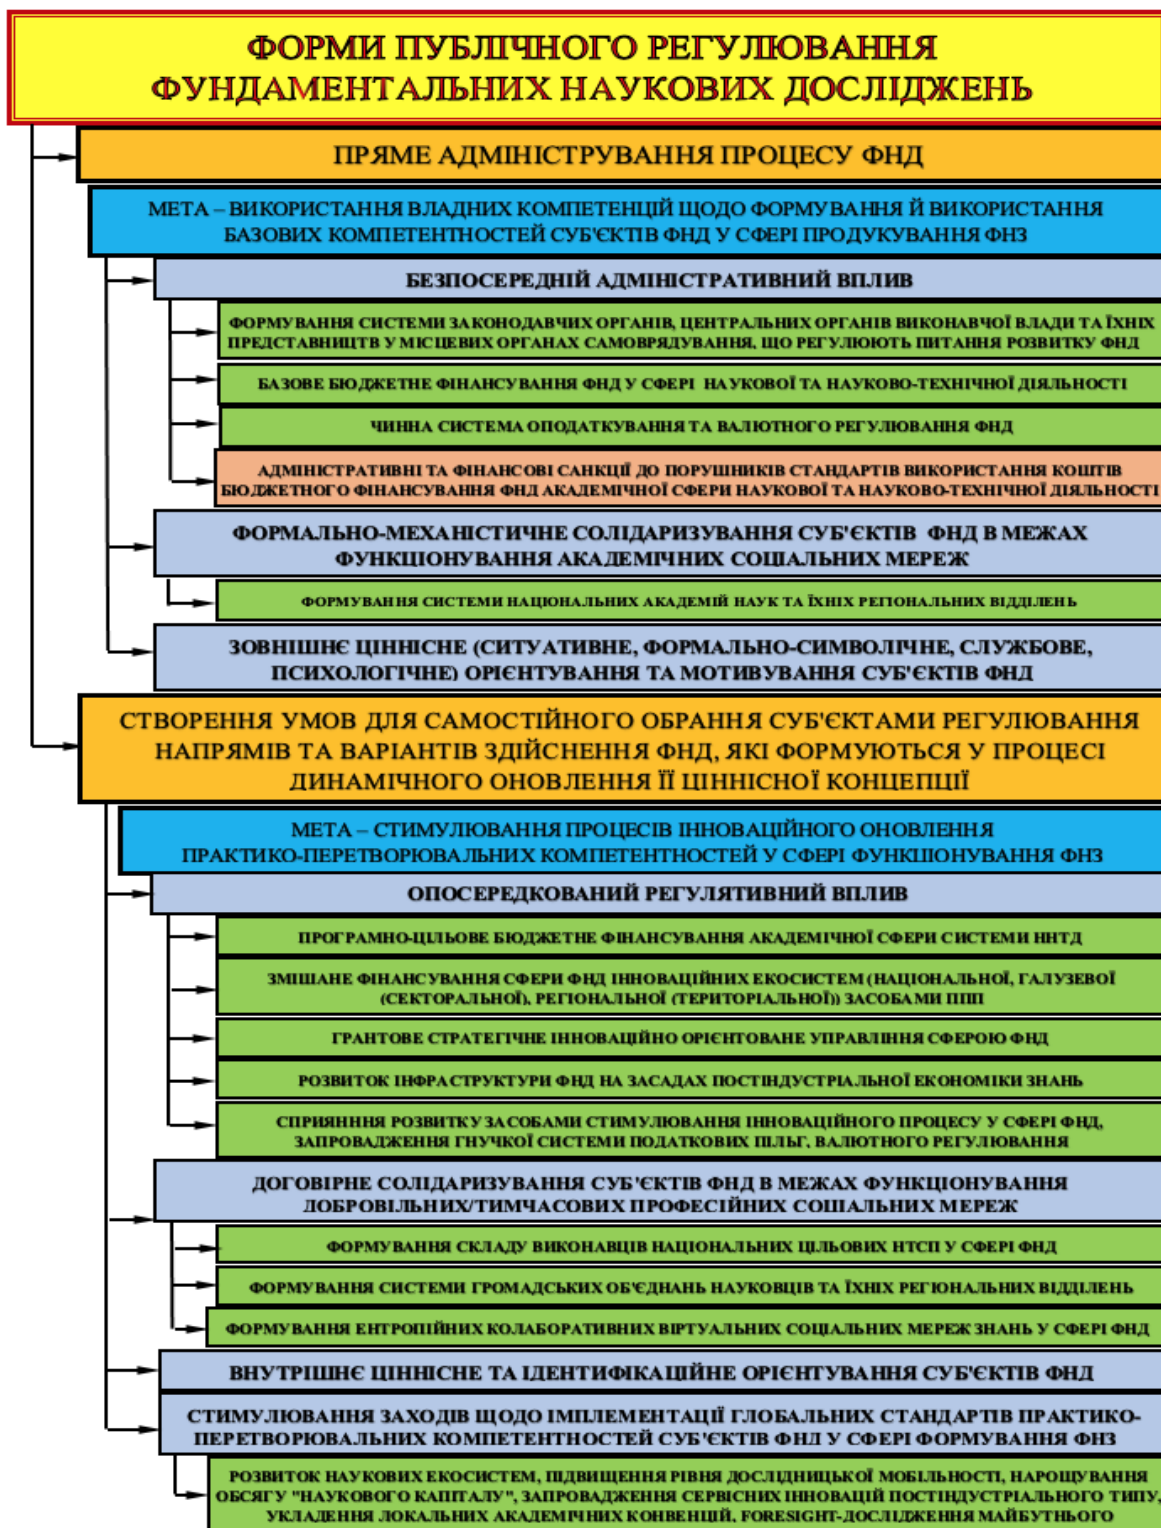 ФОРМИ ПУБЛІЧНОГО РЕГУЛЮВАННЯ
ФУНДАМЕНТАЛЬНИХ НАУКОВИХ ДОСЛІДЖЕНЬ
ПРЯМЕ АДМІНІСТРУВАННЯ ПРОЦЕСУ ФНД
МЕТА – ВИКОРИСТАННЯ ВЛАДНИХ КОМПЕТЕНЦІЙ ЩОДО ФОРМУВАННЯ Й ВИКОРИСТАННЯ
БАЗОВИХ КОМПЕТЕНТНОСТЕЙ СУБ'ЄКТІВ ФНД У СФЕРІ ПРОДУКУВАННЯ ФНЗ
БЕЗПОСЕРЕДНІЙ АДМІНІСТРАТИВНИЙ ВПЛИВ
ФОРМУВАННЯ СИСТЕМИ ЗАКОНОДАВЧИХ ОРГАНІВ, ЦЕНТРАЛЬНИХ ОРГАНІВ ВИКОНАВЧОЇ ВЛАДИ ТА ЇХНІХ
ПРЕДСТАВНИЦТВ У МІСЦЕВИХ ОРГАНАХ САМОВРЯДУВАННЯ, ЩО РЕГУЛЮЮТЬ ПИТАННЯ РОЗВИТКУ ФНД
БАЗОВЕ БЮДЖЕТНЕ ФІНАНСУВАННЯ ФНД У СФЕРІ НАУКОВОЇ ТА НАУКОВО-ТЕХНІЧНОЇ ДІЯЛЬНОСТІ
ЧИННА СИСТЕМА ОПОДАТКУВАННЯ ТА ВАЛЮТНОГО РЕГУЛЮВАННЯ ФНД
АДМІНІСТРАТИВНІ ТА ФІНАНСОВІ САНКЦІЇ ДО ПОРУШНИКІВ СТАНДАРТІВ ВИКОРИСТАННЯ КОШТІВ
БЮДЖЕТНОГО ФІНАНСУВАННЯ ФНД АКАДЕМІЧНОЇ СФЕРИ НАУКОВОЇ ТА НАУКОВО-ТЕХНІЧНОЇ ДІЯЛЬНОСТІ
ФОРМАЛЬНО-МЕХАНІСТИЧНЕ СОЛІДАРИЗУВАННЯ СУБ'ЄКТІВ ФНД В МЕЖАХ
ФУНКЦІОНУВАННЯ АКАДЕМІЧНИХ СОЦІАЛЬНИХ МЕРЕЖ
ФОРМУВАННЯ СИСТЕМИ НАЦІОНАЛЬНИХ АКАДЕМІЙ НАУК ТА ЇХНІХ РЕГІОНАЛЬНИХ ВІДДІЛЕНЬ
ЗОВНІШНЄ ЦІННІСНЕ (СИТУАТИВНЕ, ФОРМАЛЬНО-СИМВОЛІЧНЕ, СЛУЖБОВЕ,
ПСИХОЛОГІЧНЕ) ОРІЄНТУВАННЯ ТА МОТИВУВАННЯ СУБ'ЄКТІВ ФНД
СТВОРЕННЯ УМОВ ДЛЯ САМОСТІЙНОГО ОБРАННЯ СУБ'ЄКТАМИ РЕГУЛЮВАННЯ
НАПРЯМІВ ТА ВАРІАНТІВ ЗДІЙСНЕННЯ ФНД, ЯКІ ФОРМУЮТЬСЯ У ПРОЦЕСІ
ДИНАМІЧНОГО ОНОВЛЕННЯ ЇЇ ЦІННІСНОЇ КОНЦЕПЦІЇ
МЕТА – СТИМУЛЮВАННЯ ПРОЦЕСІВ ІННОВАЦІЙНОГО ОНОВЛЕННЯ
ПРАКТИКО-ПЕРЕТВОРЮВАЛЬНИХ КОМПЕТЕНТНОСТЕЙ У СФЕРІ ФУНКЦІОНУВАННЯ ФНЗ
ОПОСЕРЕДКОВАНИЙ РЕГУЛЯТИВНИЙ ВПЛИВ
ПРОГРАМНО-ЦІЛЬОВЕ БЮДЖЕТНЕ ФІНАНСУВАННЯ АКАДЕМІЧНОЇ СФЕРИ СИСТЕМИ ННТД
ЗМІШАНЕ ФІНАНСУВАННЯ СФЕРИ ФНД ІННОВАЦІЙНИХ ЕКОСИСТЕМ (НАЦІОНАЛЬНОЇ, ГАЛУЗЕВОЇ
(СЕКТОРАЛЬНОЇ), РЕГІОНАЛЬНОЇ (ТЕРИТОРІАЛЬНОЇ)) ЗАСОБАМИ ППП
ГРАНТОВЕ СТРАТЕГІЧНЕ ІННОВАЦІЙНО ОРІЄНТОВАНЕ УПРАВЛІННЯ СФЕРОЮ ФНД
РОЗВИТОК ІНФРАСТРУКТУРИ ФНД НА ЗАСАДАХ ПОСТІНДУСТРІАЛЬНОЇ ЕКОНОМІКИ ЗНАНЬ
СПРИЯНННЯ РОЗВИТКУ ЗАСОБАМИ СТИМУЛЮВАННЯ ІННОВАЦІЙНОГО ПРОЦЕСУ У СФЕРІ ФНД,
ЗАПРОВАДЖЕННЯ ГНУЧКОЇ СИСТЕМИ ПОДАТКОВИХ ПІЛЬГ, ВАЛЮТНОГО РЕГУЛЮВАННЯ
ДОГОВІРНЕ СОЛІДАРИЗУВАННЯ СУБ'ЄКТІВ ФНД В МЕЖАХ ФУНКЦІОНУВАННЯ
ДОБРОВІЛЬНИХ/ТИМЧАСОВИХ ПРОФЕСІЙНИХ СОЦІАЛЬНИХ МЕРЕЖ
ФОРМУВАННЯ СКЛАДУ ВИКОНАВЦІВ НАЦІОНАЛЬНИХ ЦІЛЬОВИХ НТСП У СФЕРІ ФНД
ФОРМУВАННЯ СИСТЕМИ ГРОМАДСЬКИХ ОБ'ЄДНАНЬ НАУКОВЦІВ ТА ЇХНІХ РЕГІОНАЛЬНИХ ВІДДІЛЕНЬ
ФОРМУВАННЯ ЕНТРОПІЙНИХ КОЛАБОРАТИВНИХ ВІРТУАЛЬНИХ СОЦІАЛЬНИХ МЕРЕЖ ЗНАНЬ У СФЕРІ ФНД
ВНУТРІШНЄ ЦІННІСНЕ ТА ІДЕНТИФІКАЦІЙНЕ ОРІЄНТУВАННЯ СУБ'ЄКТІВ ФНД
СТИМУЛЮВАННЯ ЗАХОДІВ ЩОДО ІМПЛЕМЕНТАЦІЇ ГЛОБАЛЬНИХ СТАНДАРТІВ ПРАКТИКО-
ПЕРЕТВОРЮВАЛЬНИХ КОМПЕТЕНТНОСТЕЙ СУБ'ЄКТІВ ФНД У СФЕРІ ФОРМУВАННЯ ФНЗ
РОЗВИТОК НАУКОВИХ ЕКОСИСТЕМ, ПІДВИЩЕННЯ РІВНЯ ДОСЛІДНИЦЬКОЇ МОБІЛЬНОСТІ, НАРОЩУВАННЯ
ОБСЯГУ "НАУКОВОГО КАПІТАЛУ", ЗАПРОВАДЖЕННЯ СЕРВІСНИХ ІННОВАЦІЙ ПОСТІНДУСТРІАЛЬНОГО ТИПУ,
УКЛАДЕННЯ ЛОКАЛЬНИХ АКАДЕМІЧНИХ КОНВЕНЦІЙ, FORESIGHT-ДОСЛІДЖЕННЯ МАЙБУТНЬОГО